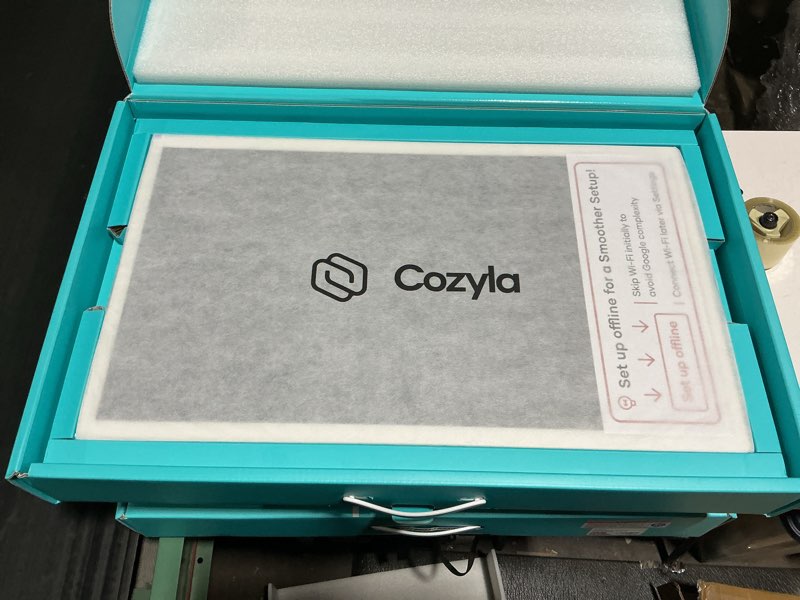 Cozyla
Set up offline for a Smoother Setup!
Skip Wi-Fi initially to
avoid Google complexity
Set up offline
Connect Wi-Fi later via Settings